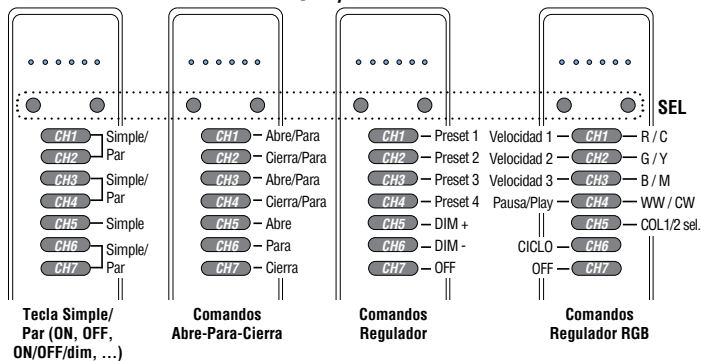 SEL
CH1 Simple/
CH2 Par
CH3 Simple/
CH4 Par
CH5 Simple
CH6 Simple/
CH7 Par
Tecla Simple/
Par (ON, OFF,
ON/OFF/dim, ...)
CH1 Abre/Para
CH2 Cierra/Para
CH3 Abre/Para
CH4 Cierra/Para
CH5 Abre
CH6 Para
CH7 Cierra
Comandos
Abre-Para-Cierra
CH1 Preset 1
CH2 Preset 2
CH3 Preset 3
CH4 Preset 4
CH5 DIM +
CH6 DIM -
CH7 OFF
Comandos
Regulador
Velocidad 1 CH1 R / C
Velocidad 2 CH2 G / Y
Velocidad 3 CH3 B / M
Pausa/Play CH4 WW / CW
CH5 COL1/2 sel.
CICLO CH6
OFF CH7
Comandos
Regulador RGB